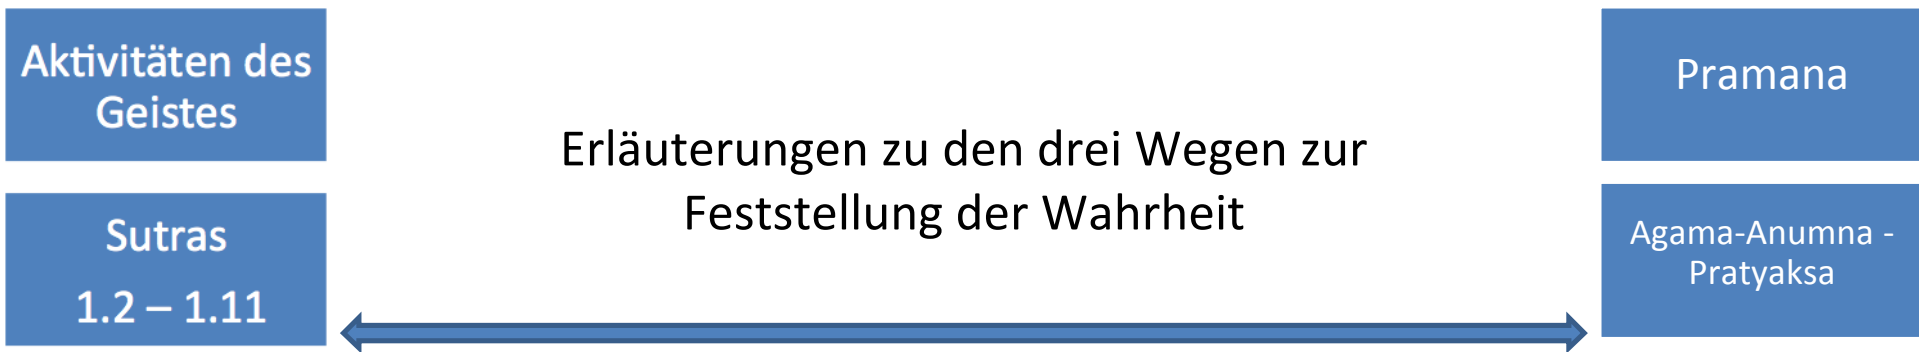 Aktivitäten des
Geistes
Sutras
1.2 – 1.11
Erläuterungen zu den drei Wegen zur
Feststellung der Wahrheit
Pramana
Agama-Anumna -
Pratyaksa